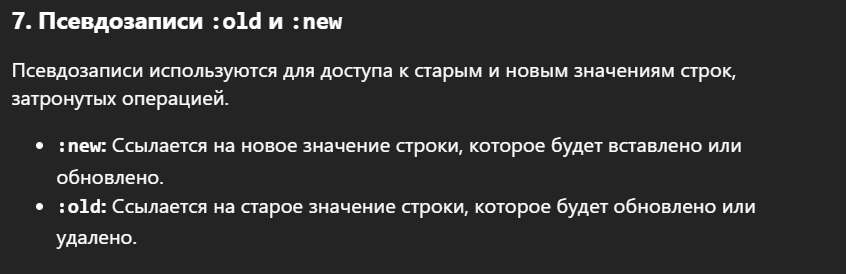 7. Псевдозаписи :old и :new
Псевдозаписи используются для доступа к старым и новым значениям строк,
затронутых операцией.
• :new: Ссылается на новое значение строки, которое будет вставлено или
обновлено.
• :old: Ссылается на старое значение строки, которое будет обновлено или
удалено.